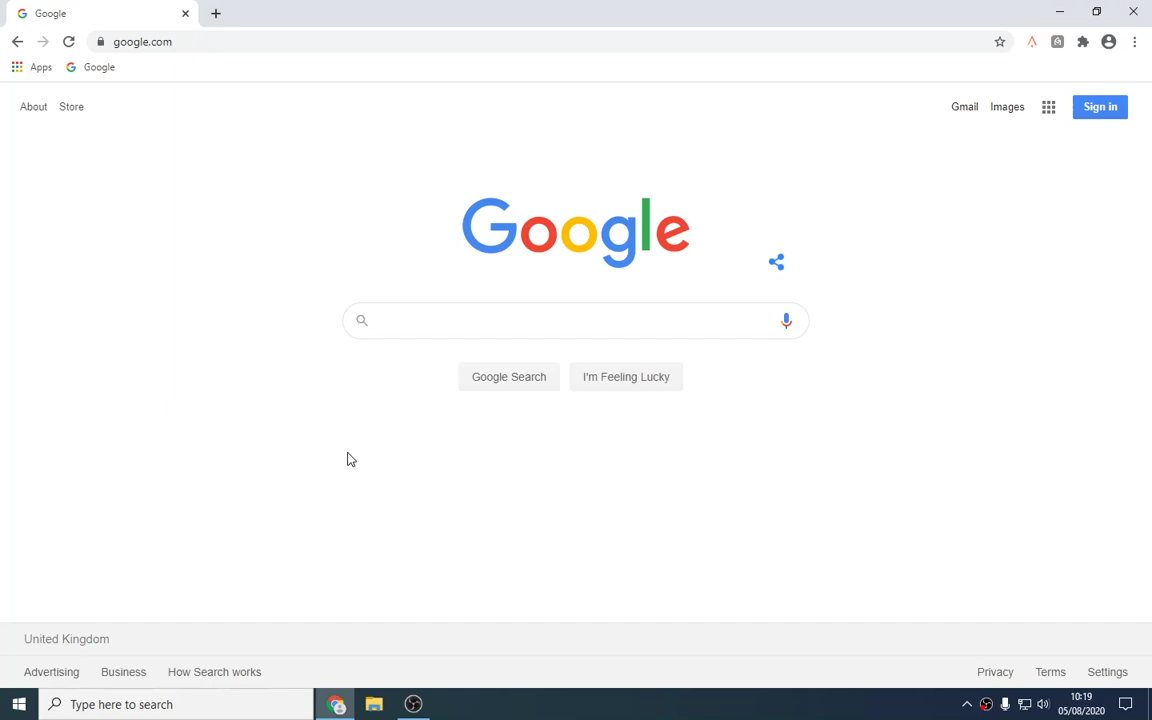 Google
google.com
Apps Google
About Store Gmail Images Sign in
Google
Google Search I'm Feeling Lucky
United Kingdom
Advertising Business How Search works Privacy Terms Settings
Type here to search
10:19
05/08/2020